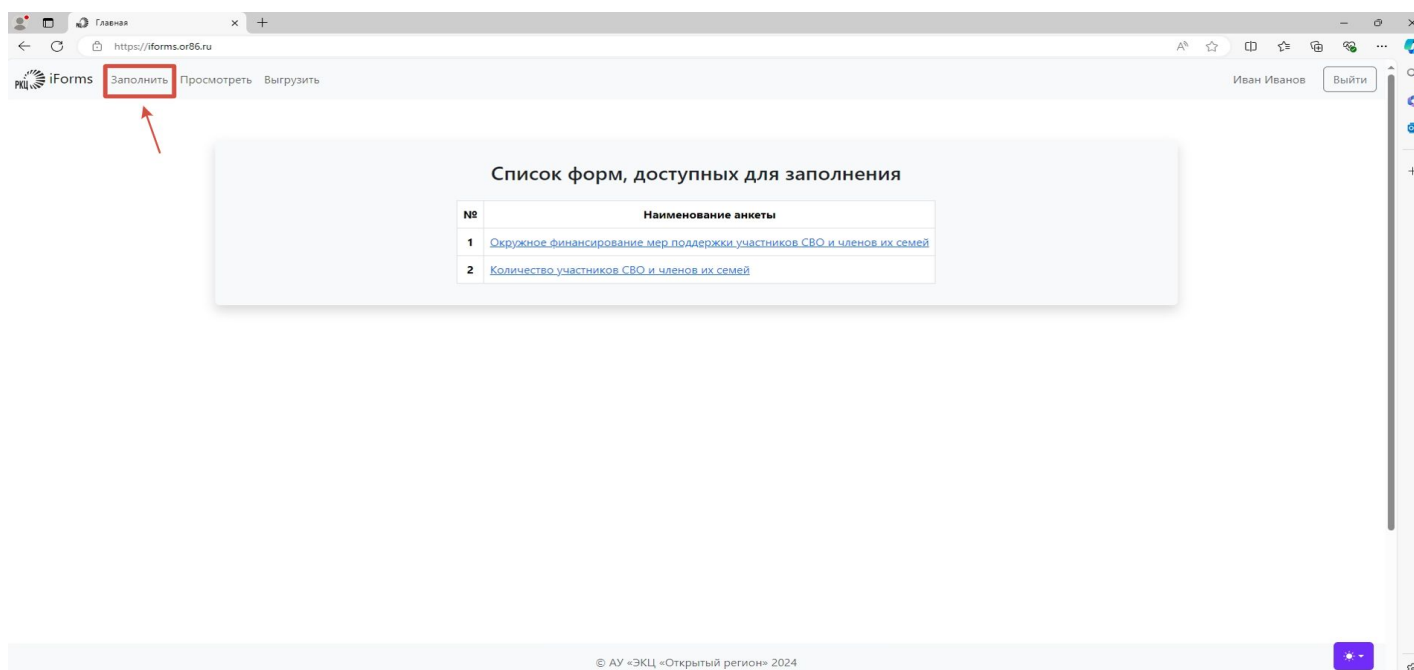 Главная
https://iforms.or86.ru
РКЦ iForms Заполнить Просмотреть Выгрузить Иван Иванов Выйти
Список форм, доступных для заполнения
№ Наименование анкеты
1 Окружное финансирование мер поддержки участников СВО и членов их семей
2 Количество участников СВО и членов их семей
© АУ «ЭКЦ «Открытый регион» 2024